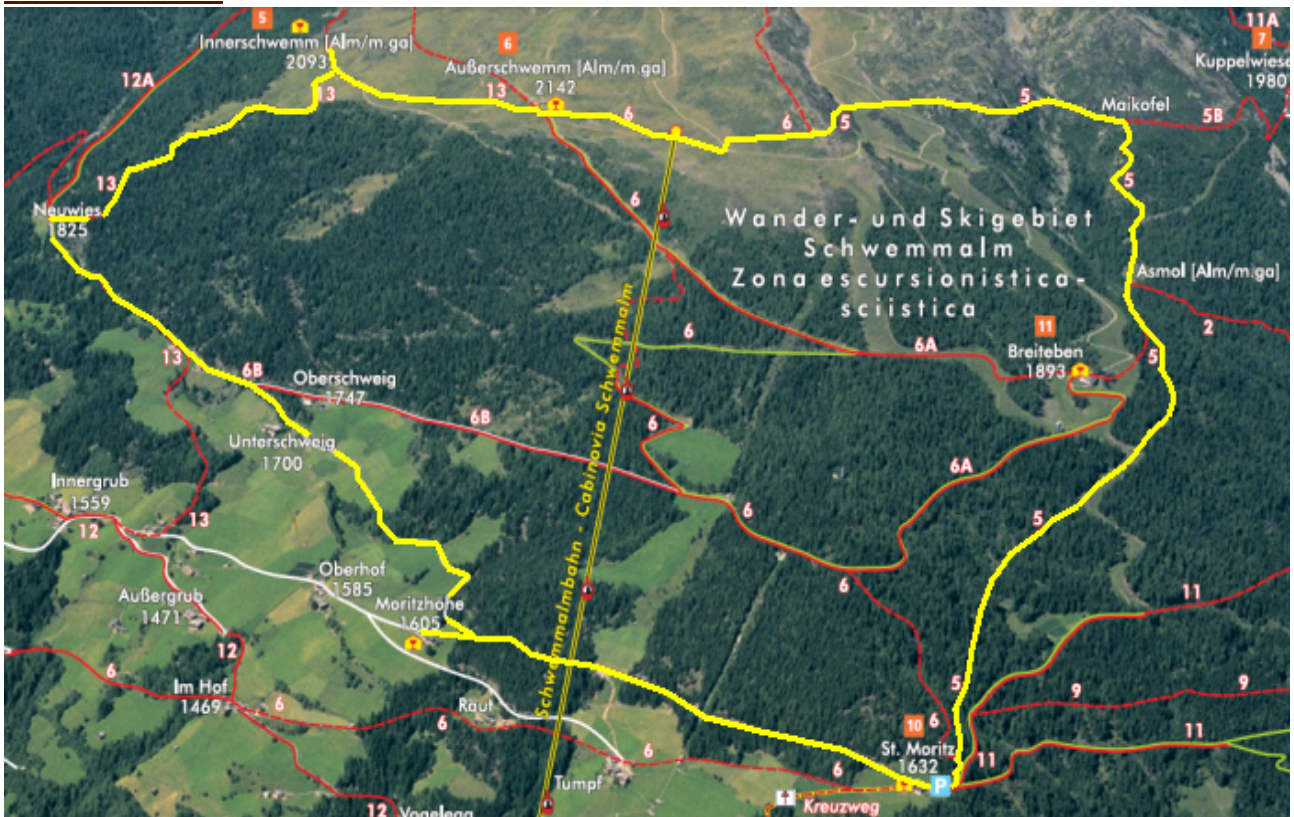 5
11A
Innerschwemm [Alm/m.ga]
2093
6
7
Kuppelwiese
1980
12A
Außerschwemm [Alm/m.ga]
2142
13
13
6
6
5
5
Maikofel
5B
13
5
Neuwies
1825
6
Wander- und Skigebiet
Schwemmalm
Zona escursionistica-
sciistica
Asmol [Alm/m.ga]
2
6
11
6A
Breiteben
1893
5
13
6B
Oberschweig
1747
6B
Unterschweig
1700
6
6A
Schwemmalmbahn - Cabinovia Schwemmalm
Innergrub
1559
12
13
6
5
Oberhof
1585
6
Außergrub
1471
Moritzhöhe
1605
11
12
6
Im Hof
1469
6
6
Raut
5
9
9
10
6
St. Moritz
1632
11
11
6
6
P
Tumpf
Kreuzweg
12
Vogelegg